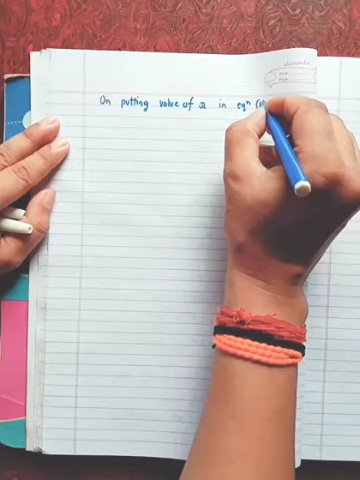 On putting value of r in eqⁿ